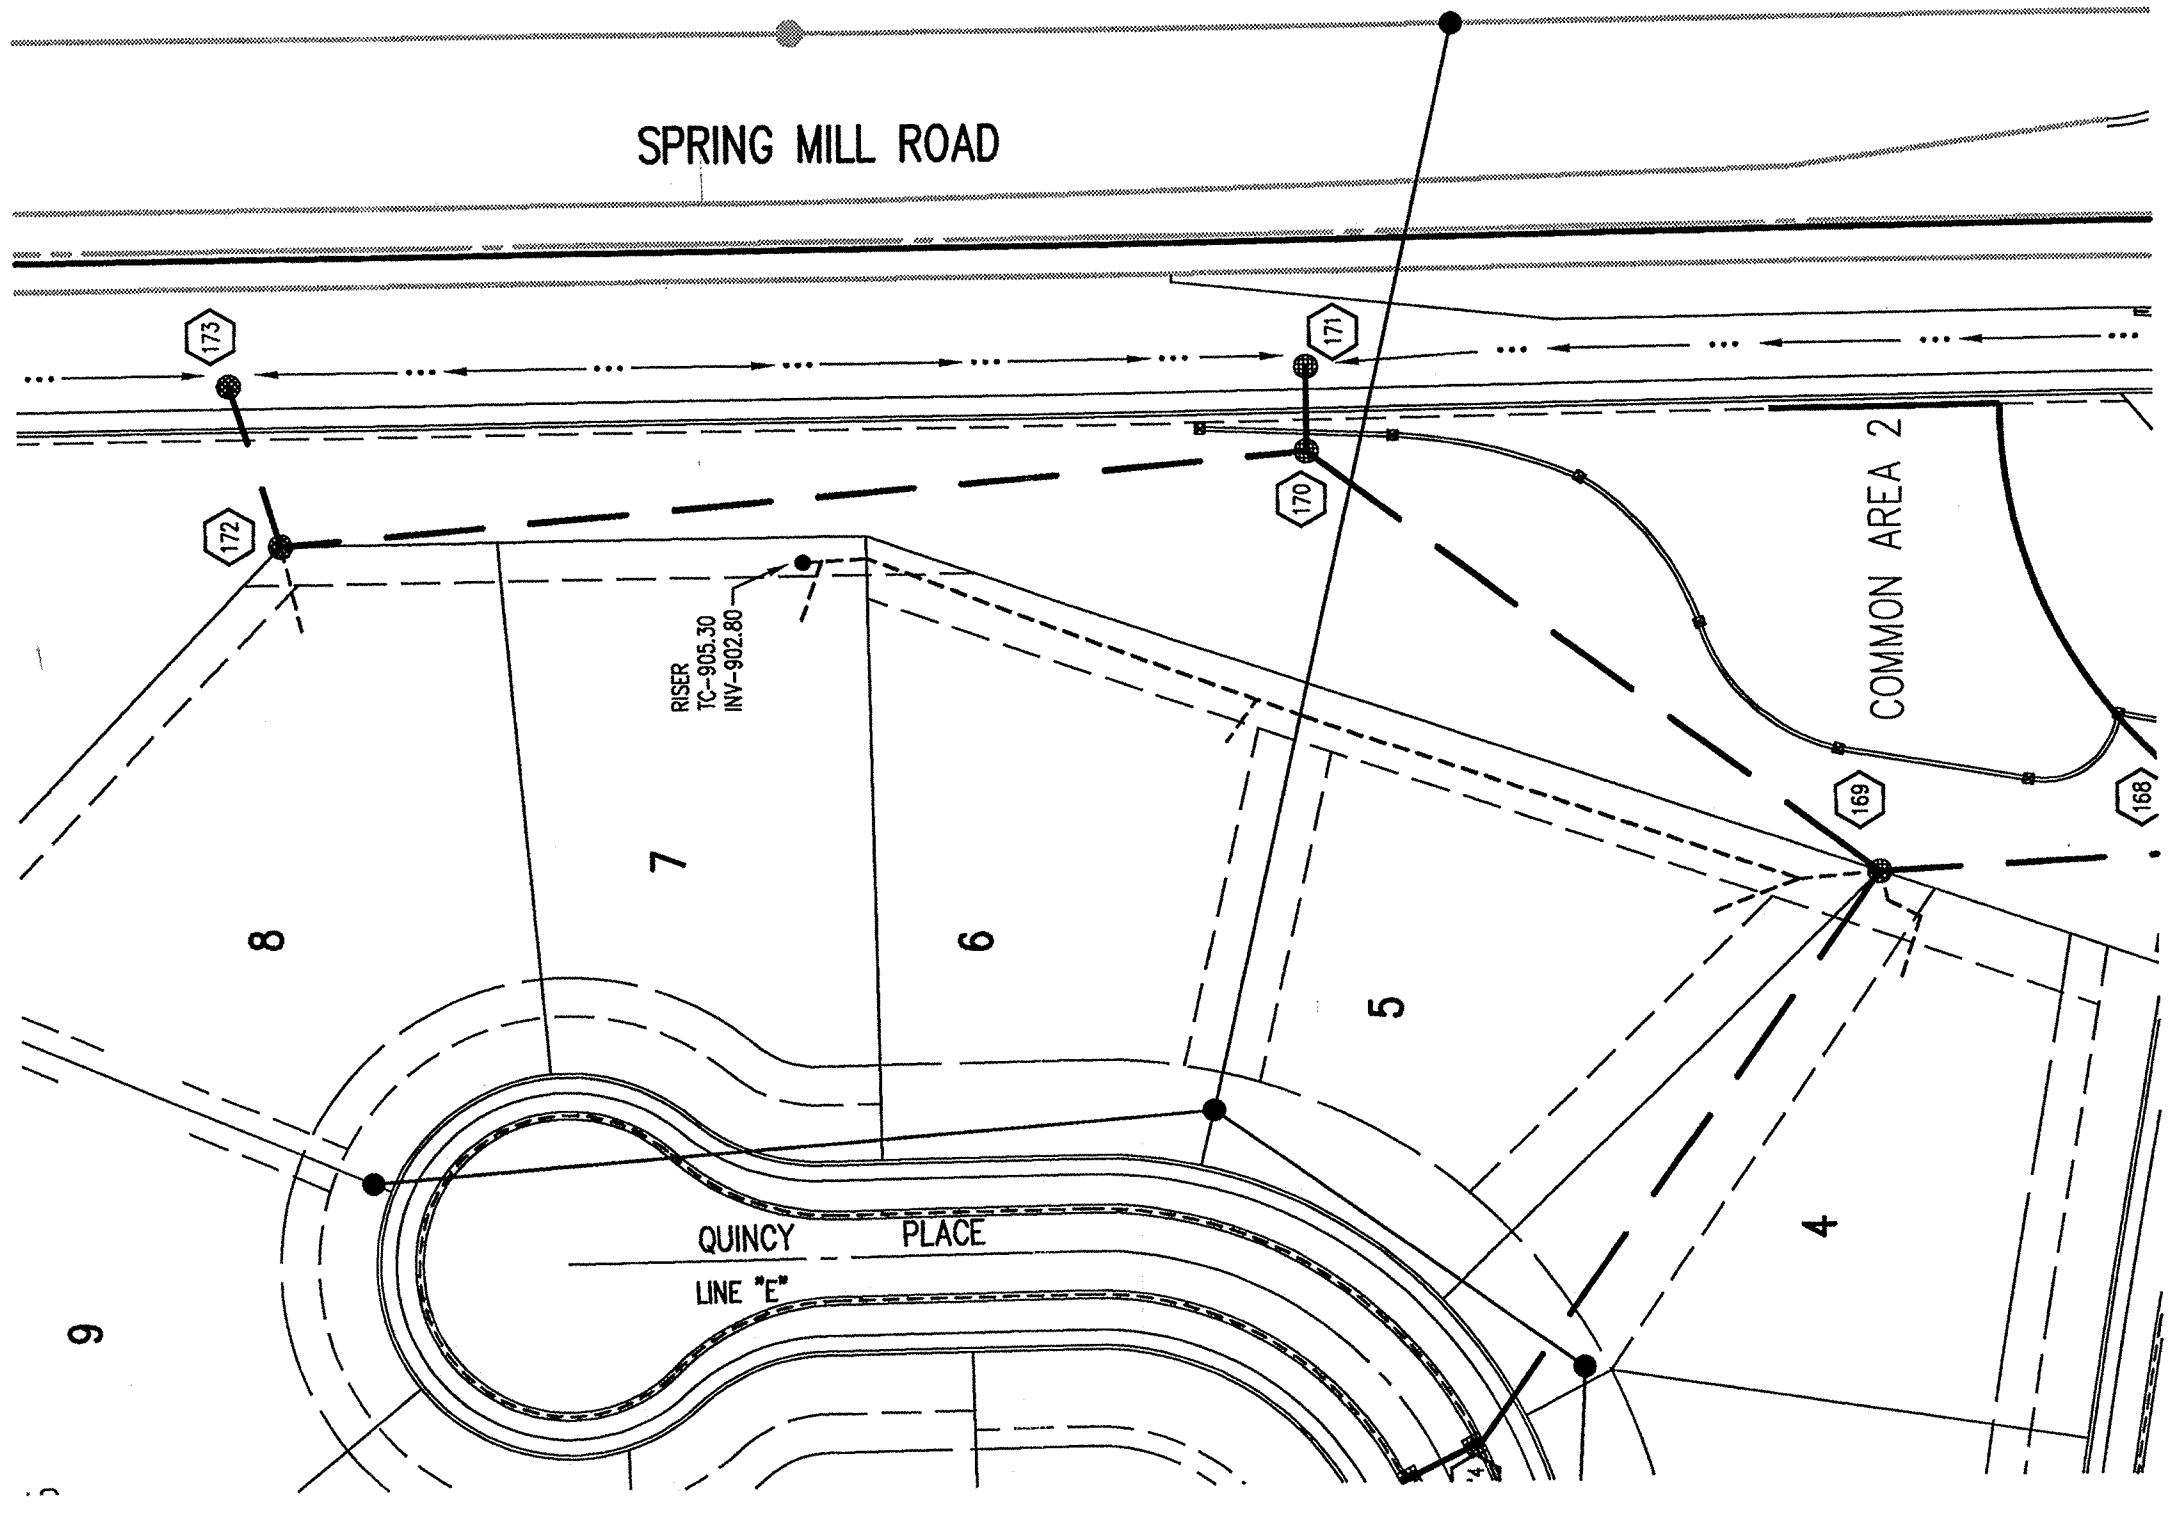 SPRING MILL ROAD
173
171
172
170
COMMON AREA 2
RISER
TC-905.30
INV-902.80
169
168
7
8
6
5
4
9
QUINCY PLACE
LINE "E"